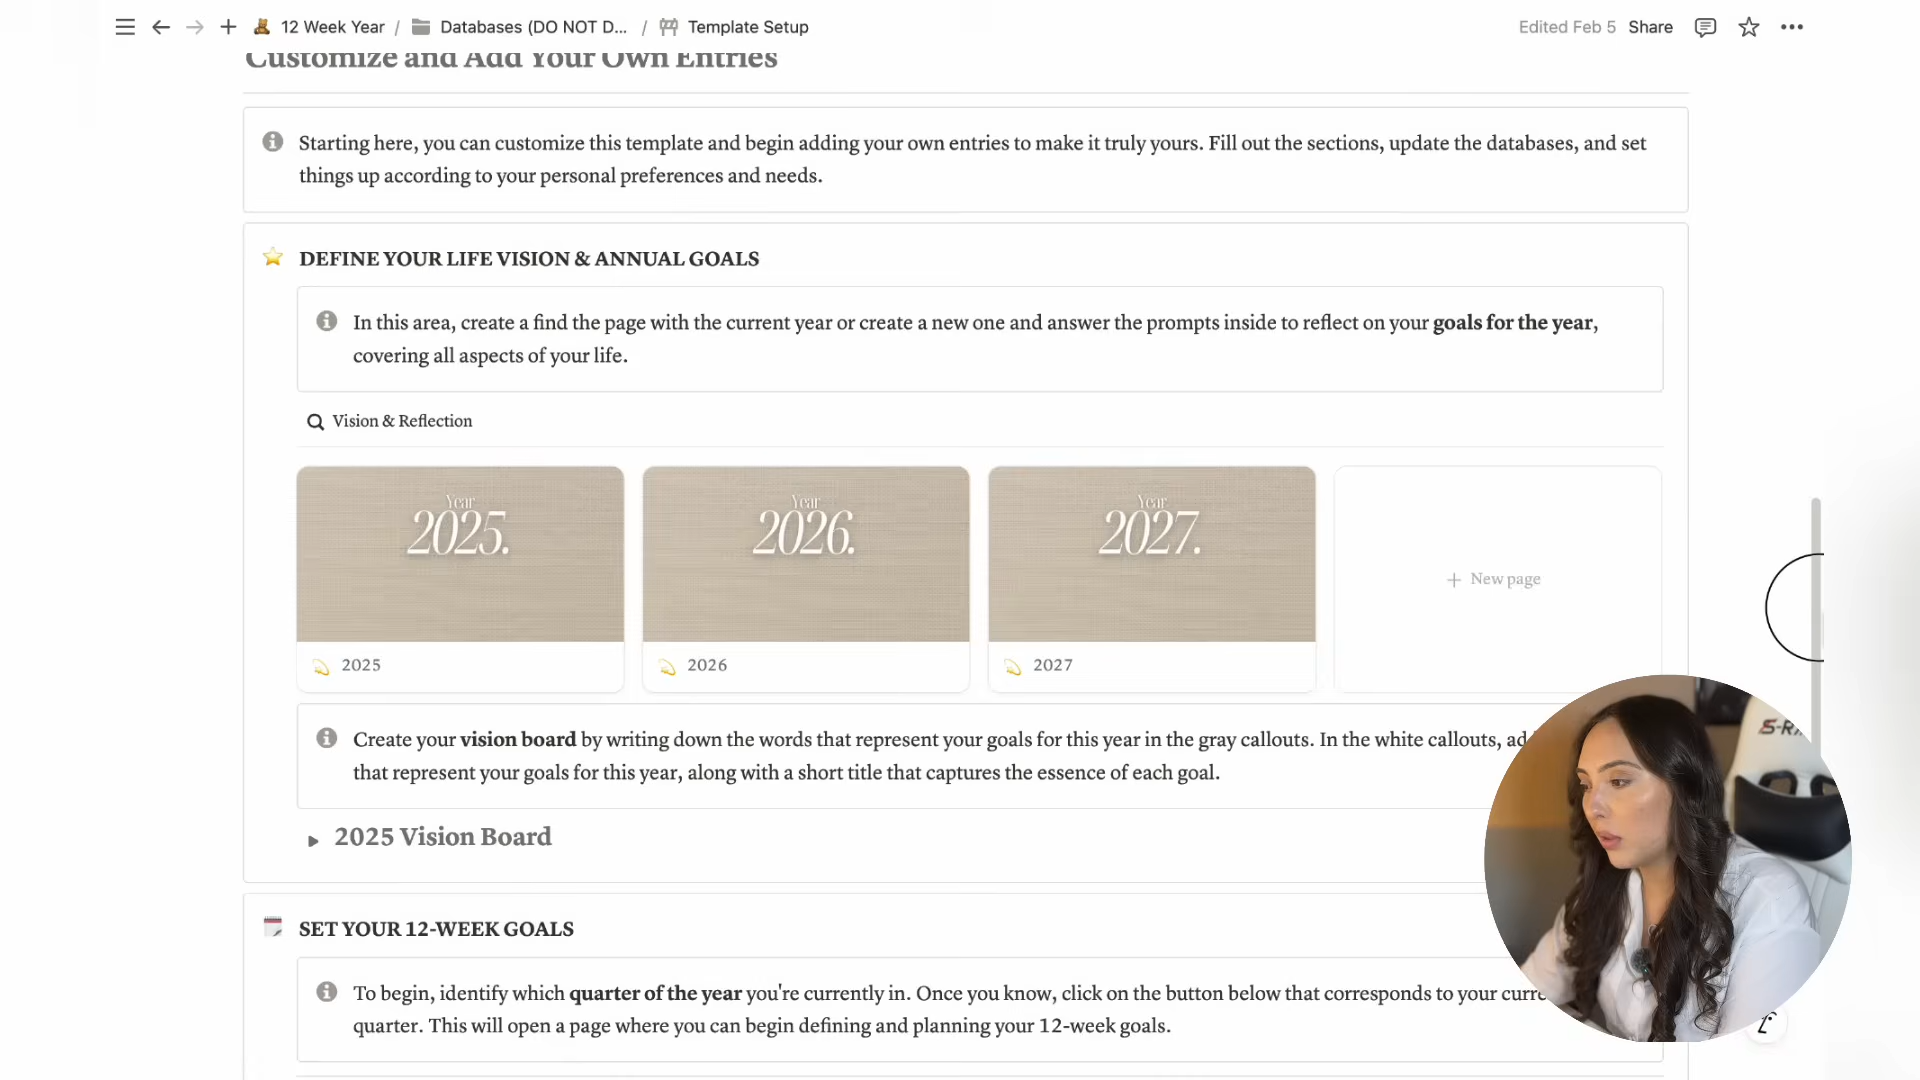 12 Week Year / Databases (DO NOT D... / Template Setup
Edited Feb 5 Share
Customize and Add Your Own Entries
Starting here, you can customize this template and begin adding your own entries to make it truly yours. Fill out the sections, update the databases, and set
things up according to your personal preferences and needs.
DEFINE YOUR LIFE VISION & ANNUAL GOALS
In this area, create a find the page with the current year or create a new one and answer the prompts inside to reflect on your goals for the year,
covering all aspects of your life.
Vision & Reflection
Year
2025.
Year
2026.
Year
2027.
+ New page
2025
2026
2027
Create your vision board by writing down the words that represent your goals for this year in the gray callouts. In the white callouts,
that represent your goals for this year, along with a short title that captures the essence of each goal.
2025 Vision Board
SET YOUR 12-WEEK GOALS
To begin, identify which quarter of the year you're currently in. Once you know, click on the button below that corresponds to your
quarter. This will open a page where you can begin defining and planning your 12-week goals.